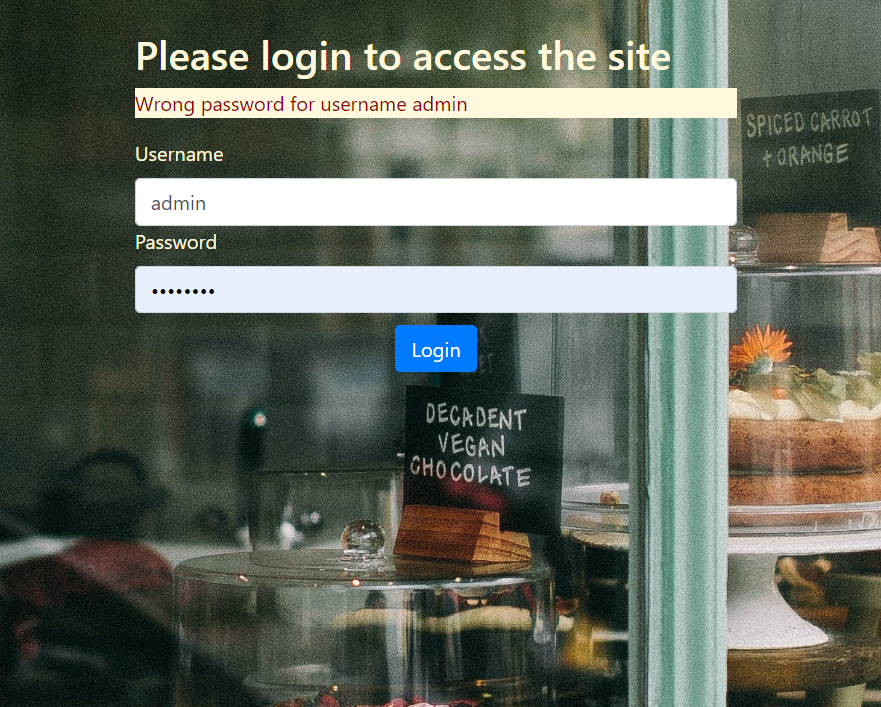 Please login to access the site
Wrong password for username admin
Username
admin
Password
••••••••
Login
SPICED CARROT
+ ORANGE
DECADENT
VEGAN
CHOCOLATE